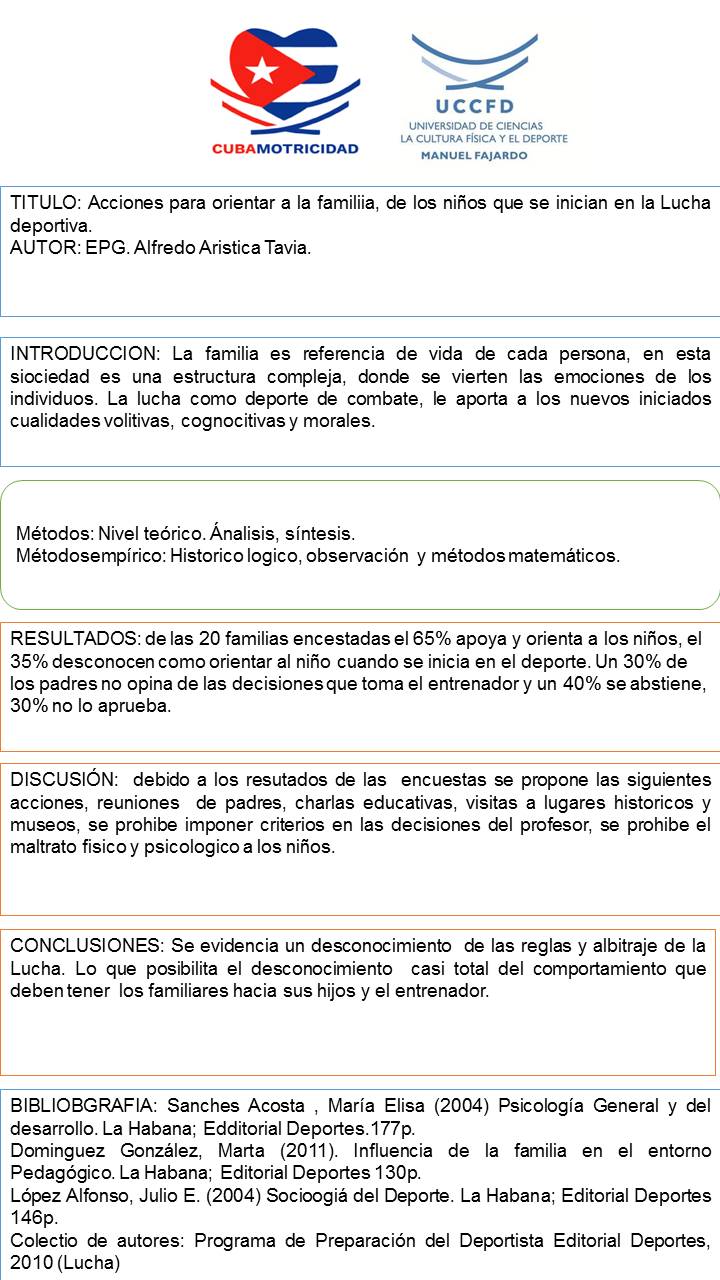 CUBAMOTRICIDAD
UCCFD
UNIVERSIDAD DE CIENCIAS
LA CULTURA FÍSICA Y EL DEPORTE
MANUEL FAJARDO
TITULO: Acciones para orientar a la familiia, de los niños que se inician en la Lucha
deportiva.
AUTOR: EPG. Alfredo Aristica Tavia.
INTRODUCCION: La familia es referencia de vida de cada persona, en esta
siociedad es una estructura compleja, donde se vierten las emociones de los
individuos. La lucha como deporte de combate, le aporta a los nuevos iniciados
cualidades volitivas, cognocitivas y morales.
Métodos: Nivel teórico. Ánalisis, síntesis.
Métodosempírico: Historico logico, observación y métodos matemáticos.
RESULTADOS: de las 20 familias encestadas el 65% apoya y orienta a los niños, el
35% desconocen como orientar al niño cuando se inicia en el deporte. Un 30% de
los padres no opina de las decisiones que toma el entrenador y un 40% se abstiene,
30% no lo aprueba.
DISCUSIÓN: debido a los resutados de las encuestas se propone las siguientes
acciones, reuniones de padres, charlas educativas, visitas a lugares historicos y
museos, se prohibe imponer criterios en las decisiones del profesor, se prohibe el
maltrato fisico y psicologico a los niños.
CONCLUSIONES: Se evidencia un desconocimiento de las reglas y albitraje de la
Lucha. Lo que posibilita el desconocimiento casi total del comportamiento que
deben tener los familiares hacia sus hijos y el entrenador.
BIBLIOBGRAFIA: Sanches Acosta , María Elisa (2004) Psicología General y del
desarrollo. La Habana; Edditorial Deportes.177p.
Dominguez González, Marta (2011). Influencia de la familia en el entorno
Pedagógico. La Habana; Editorial Deportes 130p.
López Alfonso, Julio E. (2004) Socioogiá del Deporte. La Habana; Editorial Deportes
146p.
Colectio de autores: Programa de Preparación del Deportista Editorial Deportes,
2010 (Lucha)